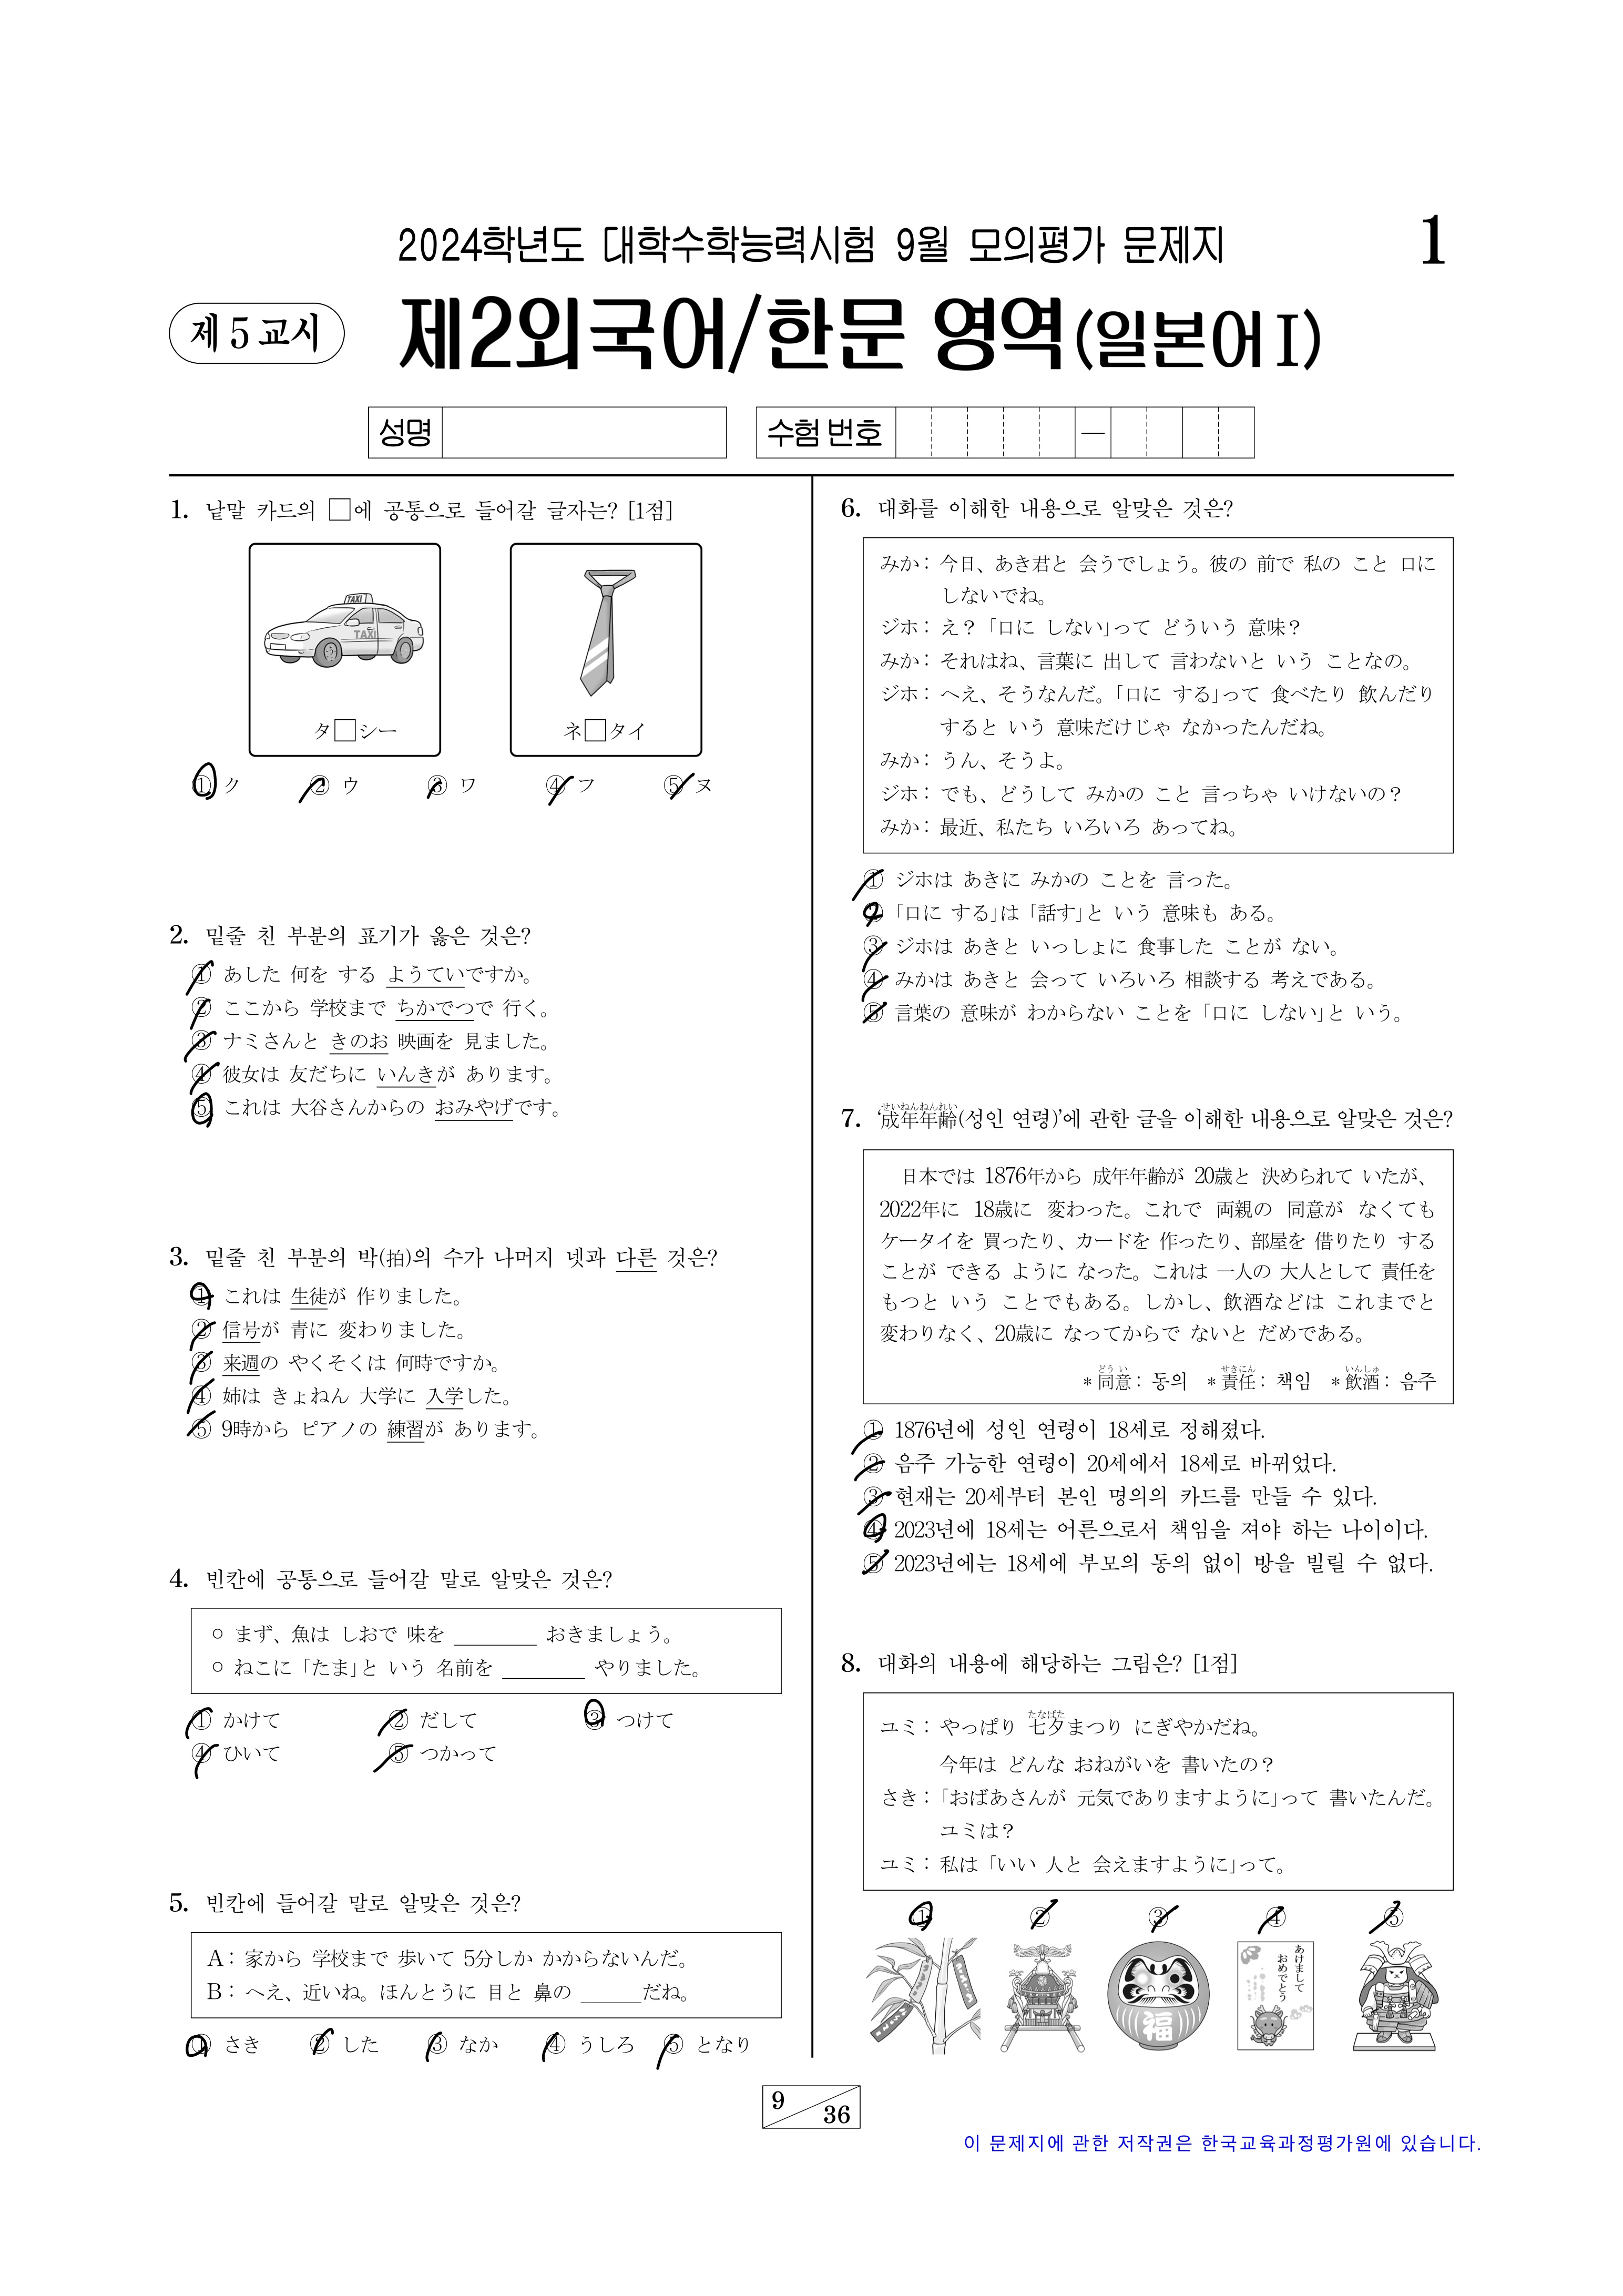 2024학년도 대학수학능력시험 9월 모의평가 문제지
1
제 5 교시
제2외국어/한문 영역(일본어Ⅰ)
성명
수험 번호
―
1. 낱말 카드의 □에 공통으로 들어갈 글자는? [1점]
TAXI
TAXI
タ□シー
ネ□タイ
① ク ② ウ ③ ワ ④ フ ⑤ ヌ
2. 밑줄 친 부분의 표기가 옳은 것은?
① あした 何を する ようていですか。
② ここから 学校まで ちかでつで 行く。
③ ナミさんと きのお 映画を 見ました。
④ 彼女は 友だちに いんきが あります。
⑤ これは 大谷さんからの おみやげです。
3. 밑줄 친 부분의 박(拍)의 수가 나머지 넷과 다른 것은?
① これは 生徒が 作りました。
② 信号が 青に 変わりました。
③ 来週の やくそくは 何時ですか。
④ 姉は きょねん 大学に 入学した。
⑤ 9時から ピアノの 練習が あります。
4. 빈칸에 공통으로 들어갈 말로 알맞은 것은?
○ まず、魚は しおで 味を ________ おきましょう。
○ ねこに 「たま」と いう 名前を ________ やりました。
① かけて ② だして ③ つけて
④ ひいて ⑤ つかって
5. 빈칸에 들어갈 말로 알맞은 것은?
A : 家から 学校まで 歩いて 5分しか かからないんだ。
B : へえ、近いね。ほんとうに 目と 鼻の ______だね。
① さき ② した ③ なか ④ うしろ ⑤ となり
6. 대화를 이해한 내용으로 알맞은 것은?
みか : 今日、あき君と 会うでしょう。彼の 前で 私の こと 口に
しないでね。
ジホ : え？「口に しない」って どういう 意味？
みか : それはね、言葉に 出して 言わないと いう ことなの。
ジホ : へえ、そうなんだ。「口に する」って 食べたり 飲んだり
すると いう 意味だけじゃ なかったんだね。
みか : うん、そうよ。
ジホ : でも、どうして みかの こと 言っちゃ いけないの？
みか : 最近、私たち いろいろ あってね。
① ジホは あきに みかの ことを 言った。
② 「口に する」は 「話す」と いう 意味も ある。
③ ジホは あきと いっしょに 食事した ことが ない。
④ みかは あきと 会って いろいろ 相談する 考えである。
⑤ 言葉の 意味が わからない ことを 「口に しない」と いう。
せいねんねんれい
7. ‘成年年齢(성인 연령)’에 관한 글을 이해한 내용으로 알맞은 것은?
日本では 1876年から 成年年齢が 20歳と 決められて いたが、
2022年に 18歳に 変わった。これで 両親の 同意が なくても
ケータイを 買ったり、カードを 作ったり、部屋を 借りたり する
ことが できる ように なった。これは 一人の 大人として 責任を
もつと いう ことでもある。しかし、飲酒などは これまでと
変わりなく、20歳に なってからで ないと だめである。
どうい せきにん いんしゅ
* 同意 : 동의 * 責任 : 책임 * 飲酒 : 음주
① 1876년에 성인 연령이 18세로 정해졌다.
② 음주 가능한 연령이 20세에서 18세로 바뀌었다.
③ 현재는 20세부터 본인 명의의 카드를 만들 수 있다.
④ 2023년에 18세는 어른으로서 책임을 져야 하는 나이이다.
⑤ 2023년에는 18세에 부모의 동의 없이 방을 빌릴 수 없다.
8. 대화의 내용에 해당하는 그림은? [1점]
たなばた
ユミ : やっぱり 七夕まつり にぎやかだね。
今年は どんな おねがいを 書いたの？
さき : 「おばあさんが 元気でありますように」って 書いたんだ。
ユミは？
ユミ : 私は 「いい 人と 会えますように」って。
① ② ③ ④ ⑤
福
あけまして
おめでとう
9
36
이 문제지에 관한 저작권은 한국교육과정평가원에 있습니다.